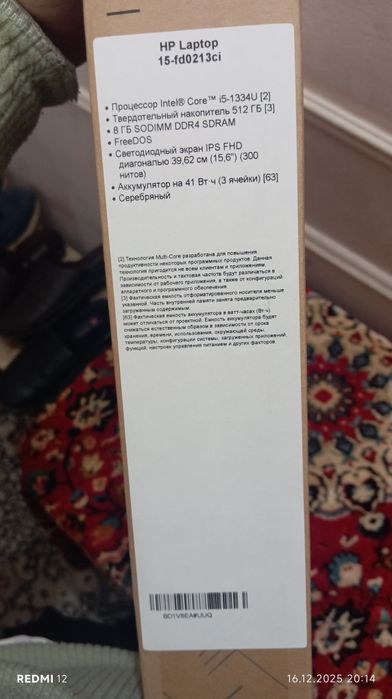 HP Laptop
15-fd0213ci
• Процессор Intel® Core™ i5-1334U [2]
• Твердотельный накопитель 512 ГБ [3]
• 8 ГБ SODIMM DDR4 SDRAM
• FreeDOS
• Светодиодный экран IPS FHD
диагональю 39,62 см (15,6") (300
нитов)
• Аккумулятор на 41 Вт·ч (3 ячейки) [63]
• Серебряный
[2] Технология Multi-Core разработана для повышения
продуктивности некоторых программных продуктов. Данная
технология пригодится не всем клиентам и приложениям.
Производительность и тактовая частота будут различаться в
зависимости от рабочего приложения, а также от конфигураций
аппаратного и программного обеспечения.
[3] Фактическая емкость отформатированного носителя меньше
указанной. Часть внутренней памяти занята предварительно
загруженным содержимым.
[63] Фактическая емкость аккумулятора в ватт-часах (Вт·ч)
может отличаться от проектной. Емкость аккумулятора будет
снижаться естественным образом в зависимости от срока
хранения, времени, использования, окружающей среды,
температуры, конфигурации системы, загруженных приложений,
функций, настроек управления питанием и других факторов.
BD1V8EA#UUQ
REDMI 12
16.12.2025 20:14